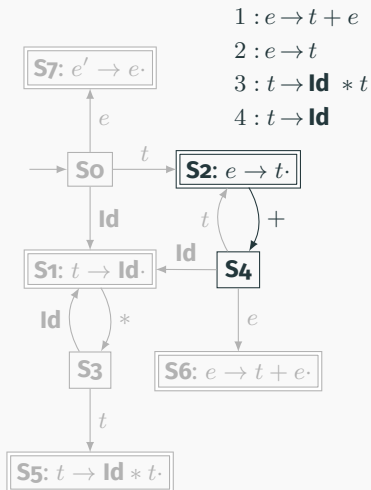 1 : e → t + e
2 : e → t
3 : t → Id * t
4 : t → Id
S7: e′ → e·
e
t
S0
S2: e → t·
Id
t
+
S1: t → Id·
Id
S4
Id
*
e
S3
S6: e → t + e·
t
S5: t → Id * t·